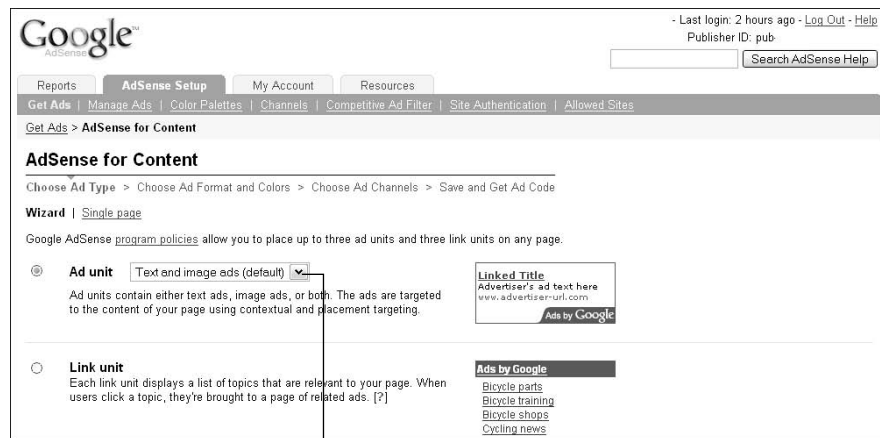 Google™
AdSense
- Last login: 2 hours ago - Log Out - Help
Publisher ID: pub-
Search AdSense Help
Reports AdSense Setup My Account Resources
Get Ads | Manage Ads | Color Palettes | Channels | Competitive Ad Filter | Site Authentication | Allowed Sites
Get Ads > AdSense for Content
AdSense for Content
Choose Ad Type > Choose Ad Format and Colors > Choose Ad Channels > Save and Get Ad Code
Wizard | Single page
Google AdSense program policies allow you to place up to three ad units and three link units on any page.
Ad unit Text and image ads (default)
Ad units contain either text ads, image ads, or both. The ads are targeted
to the content of your page using contextual and placement targeting.
Linked Title
Advertiser's ad text here
www.advertiser-url.com
Ads by Google
Link unit
Each link unit displays a list of topics that are relevant to your page. When
users click a topic, they're brought to a page of related ads. [?]
Ads by Google
Bicycle parts
Bicycle training
Bicycle shops
Cycling news